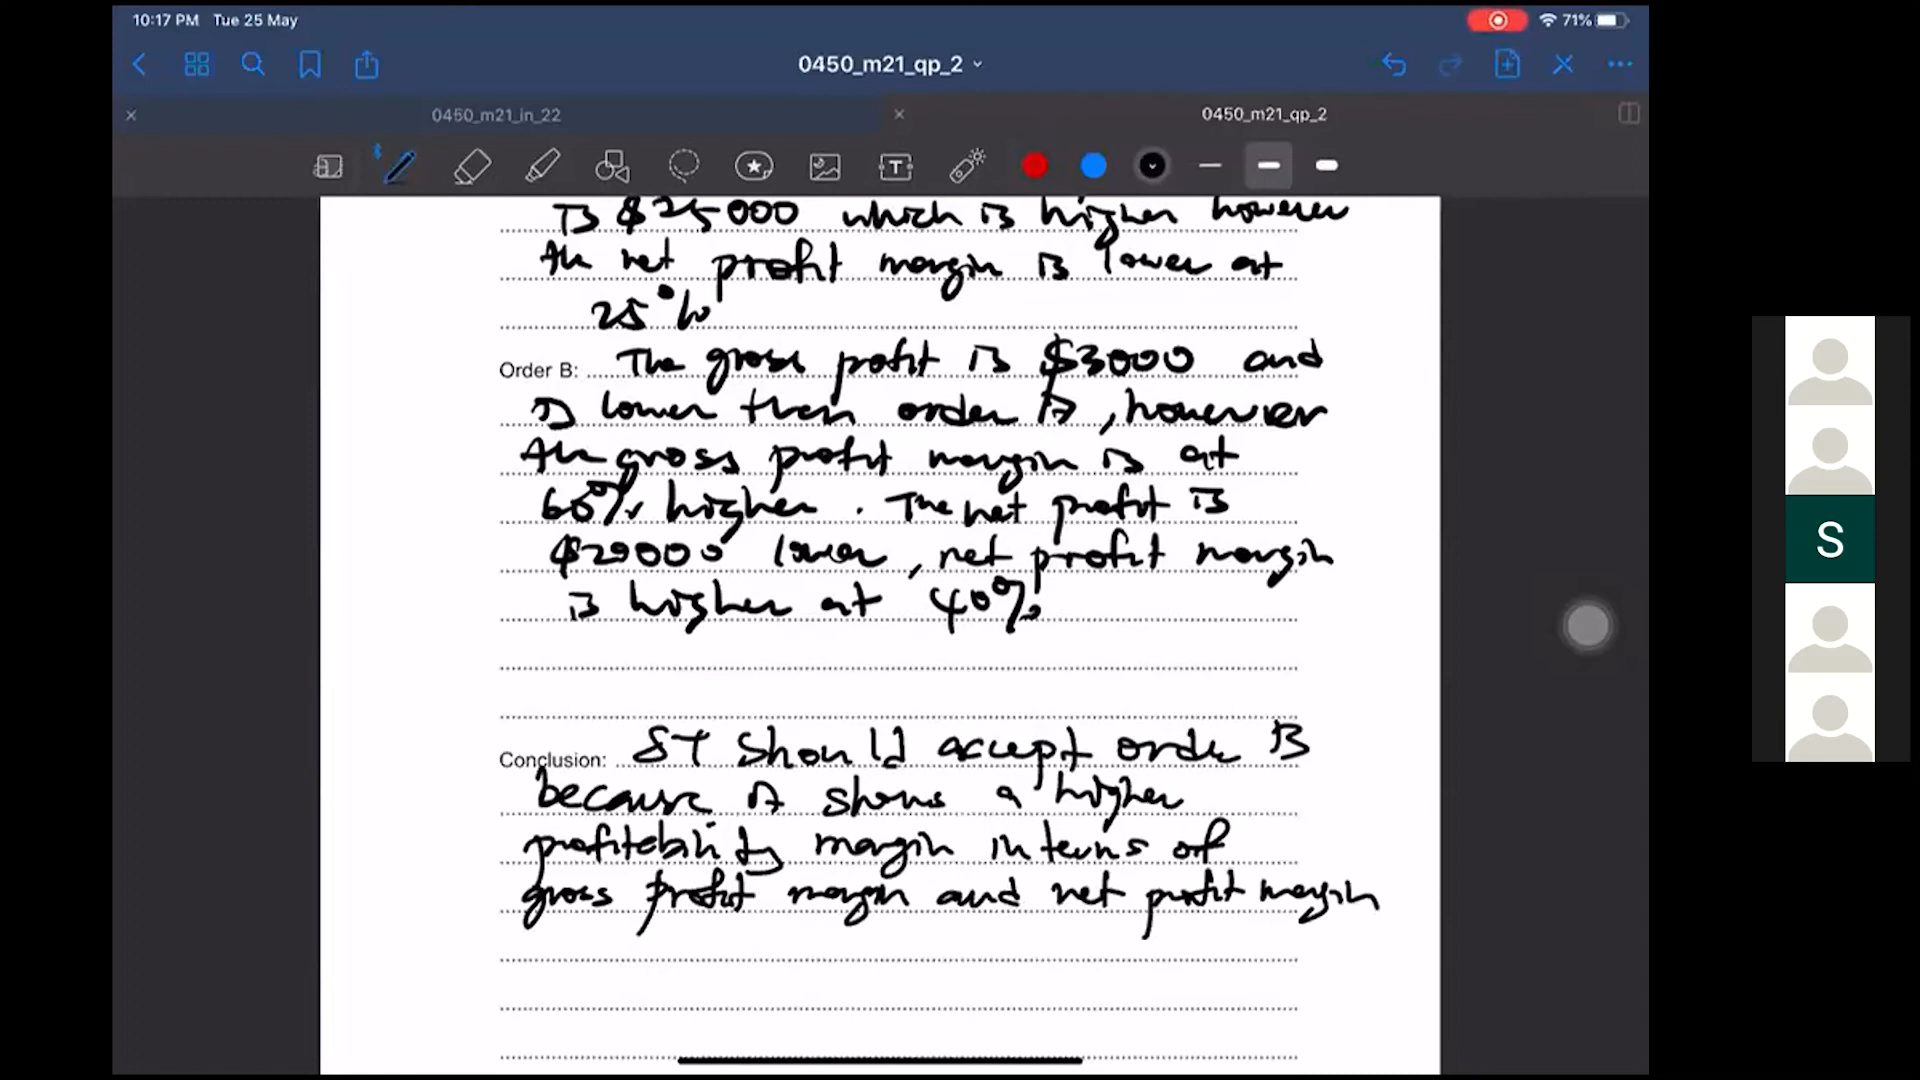 10:17 PM Tue 25 May
71%
0450_m21_qp_2
0450_m21_in_22
0450_m21_qp_2
T
is $25000 which is higher however
the net profit margin is lower at
25%
Order B: The gross profit is $3000 and
is lower then order A, however
the gross profit margin is at
60% higher. The net profit is
$20000 lower, net profit margin
is higher at 40%
S
Conclusion: ST should accept order B
because it shows a higher
profitability margin in terms of
gross profit margin and net profit margin